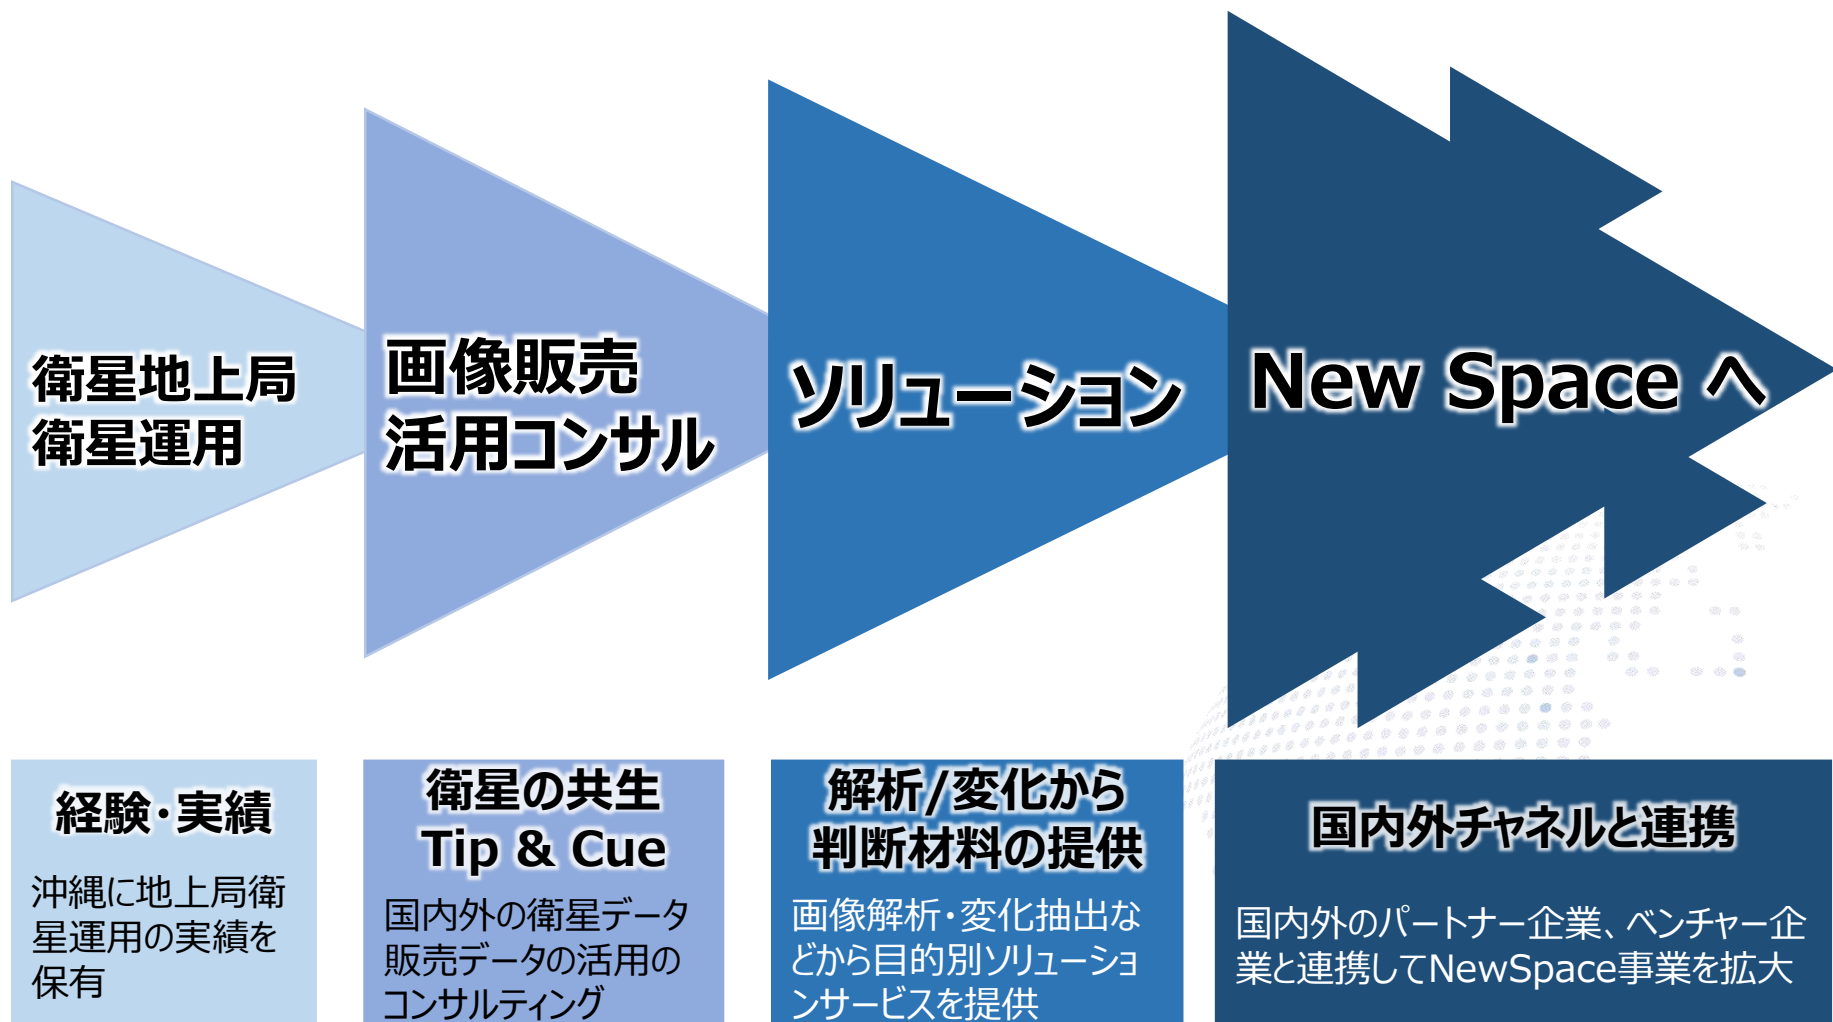 衛星地上局
衛星運用
画像販売
活用コンサル
ソリューション
New Space へ
経験・実績
沖縄に地上局衛
星運用の実績を
保有
衛星の共生
Tip & Cue
国内外の衛星データ
販売データの活用の
コンサルティング
解析/変化から
判断材料の提供
画像解析・変化抽出な
どから目的別ソリューショ
ンサービスを提供
国内外チャネルと連携
国内外のパートナー企業、ベンチャー企
業と連携してNewSpace事業を拡大